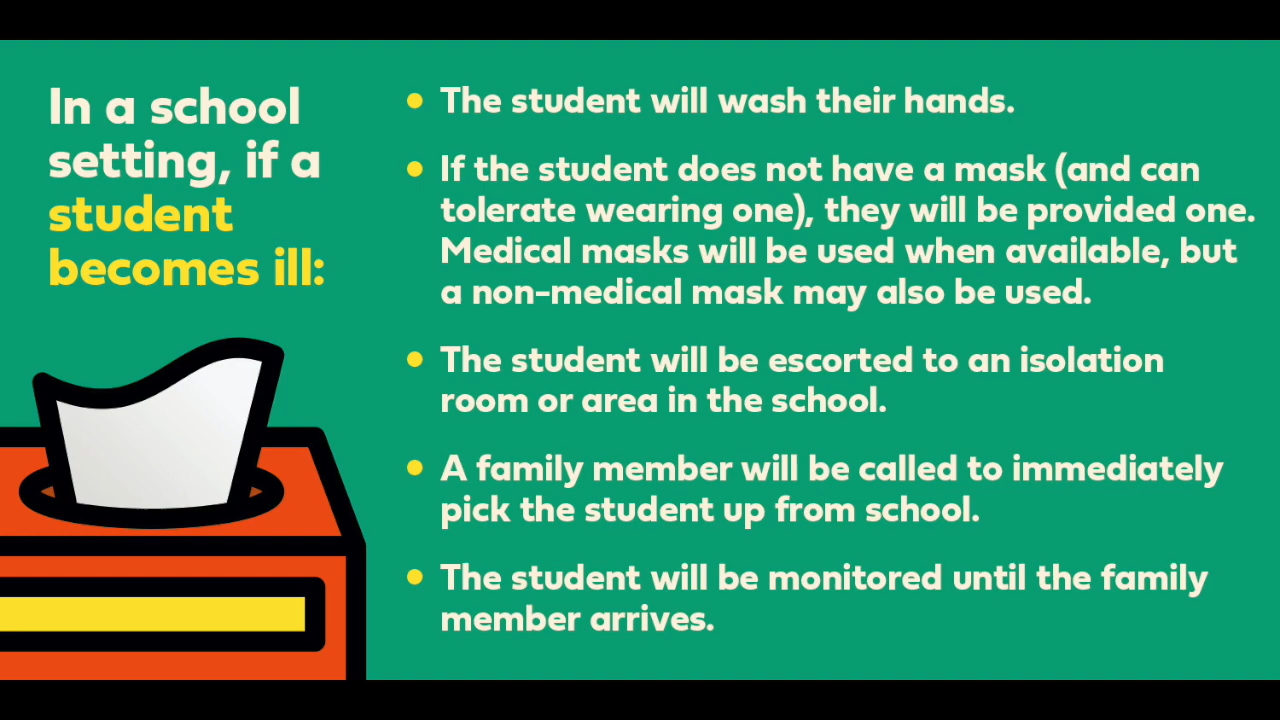 In a school
setting, if a
student
becomes ill:
The student will wash their hands.
If the student does not have a mask (and can
tolerate wearing one), they will be provided one.
Medical masks will be used when available, but
a non-medical mask may also be used.
The student will be escorted to an isolation
room or area in the school.
A family member will be called to immediately
pick the student up from school.
The student will be monitored until the family
member arrives.